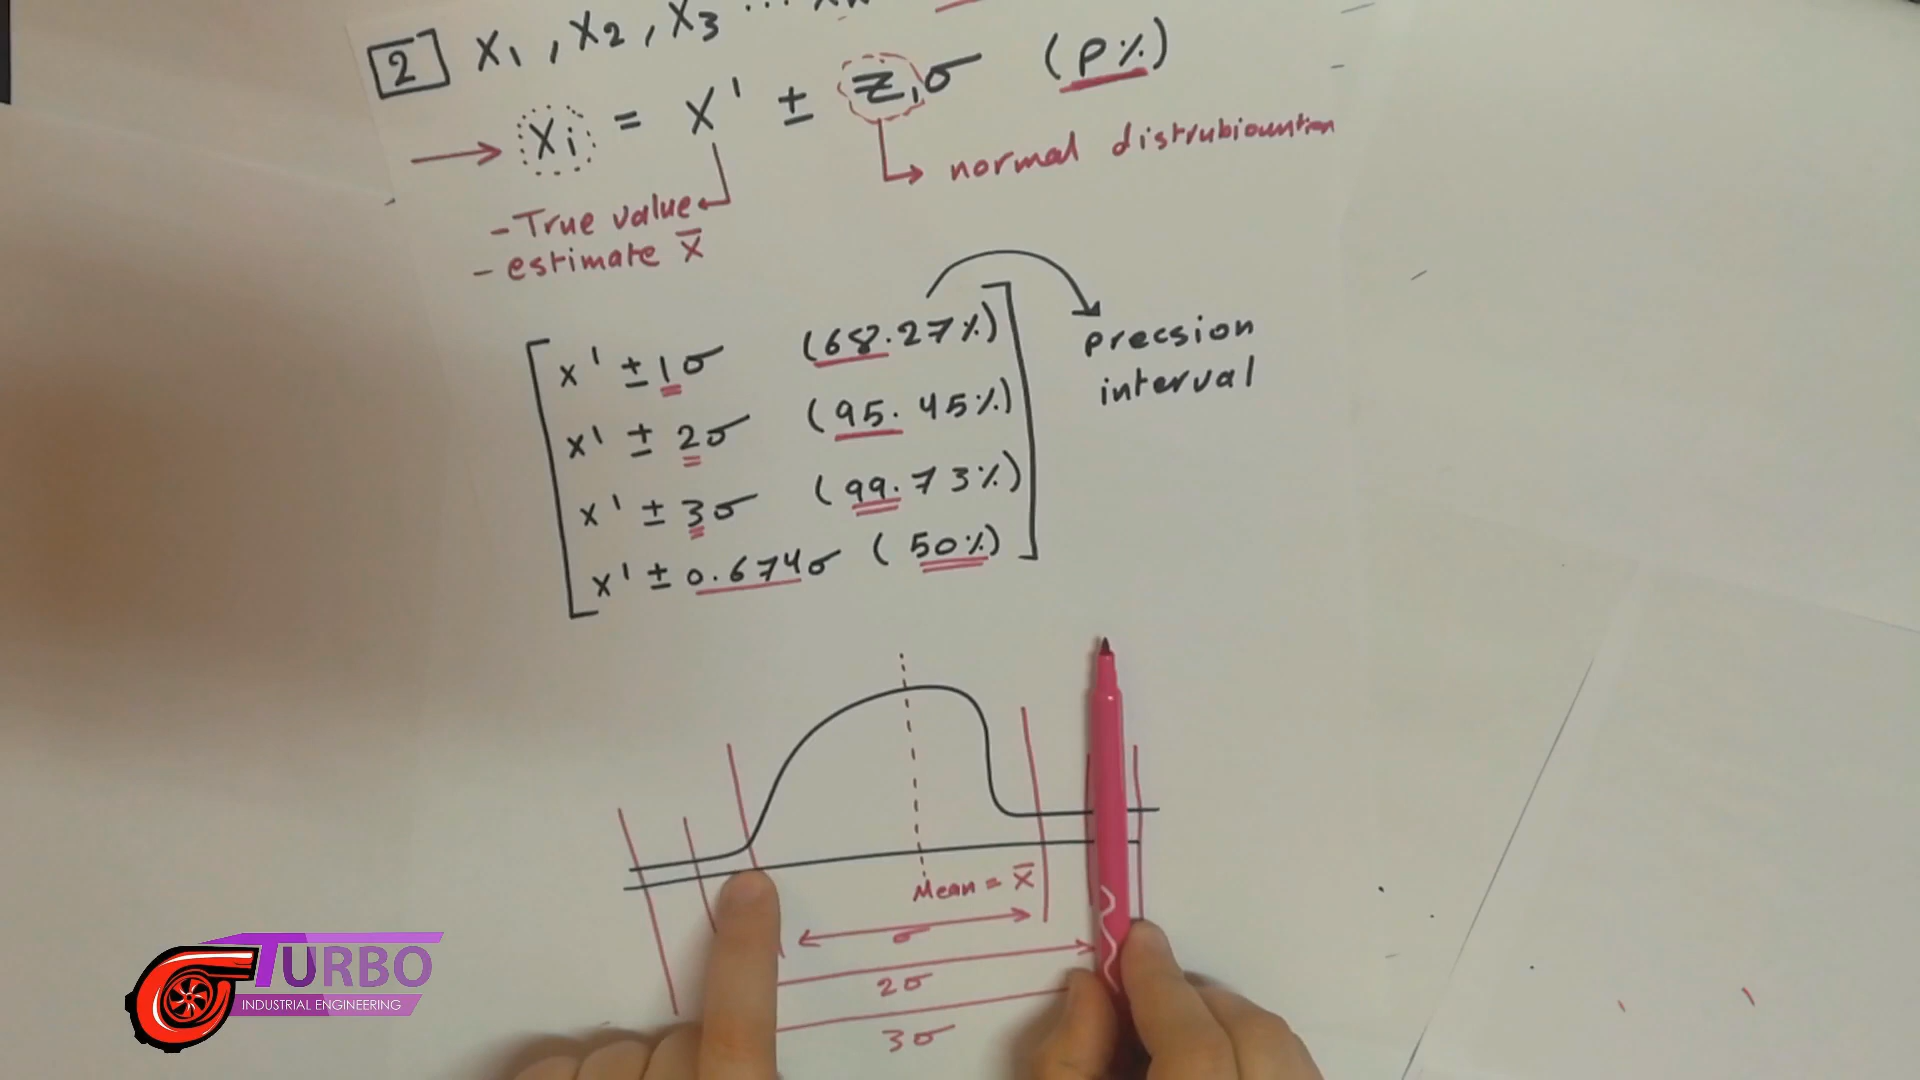 2 X1 , X2 , X3 ...
Xi = X' ± Z1σ (P%)
normal distrubiountion
- True value
- estimate X̄
x' ± 1σ (68.27%)
x' ± 2σ (95.45%)
x' ± 3σ (99.73%)
x' ± 0.674σ (50%)
precsion
interval
Mean = X̄
σ
2σ
3σ
TURBO
INDUSTRIAL ENGINEERING